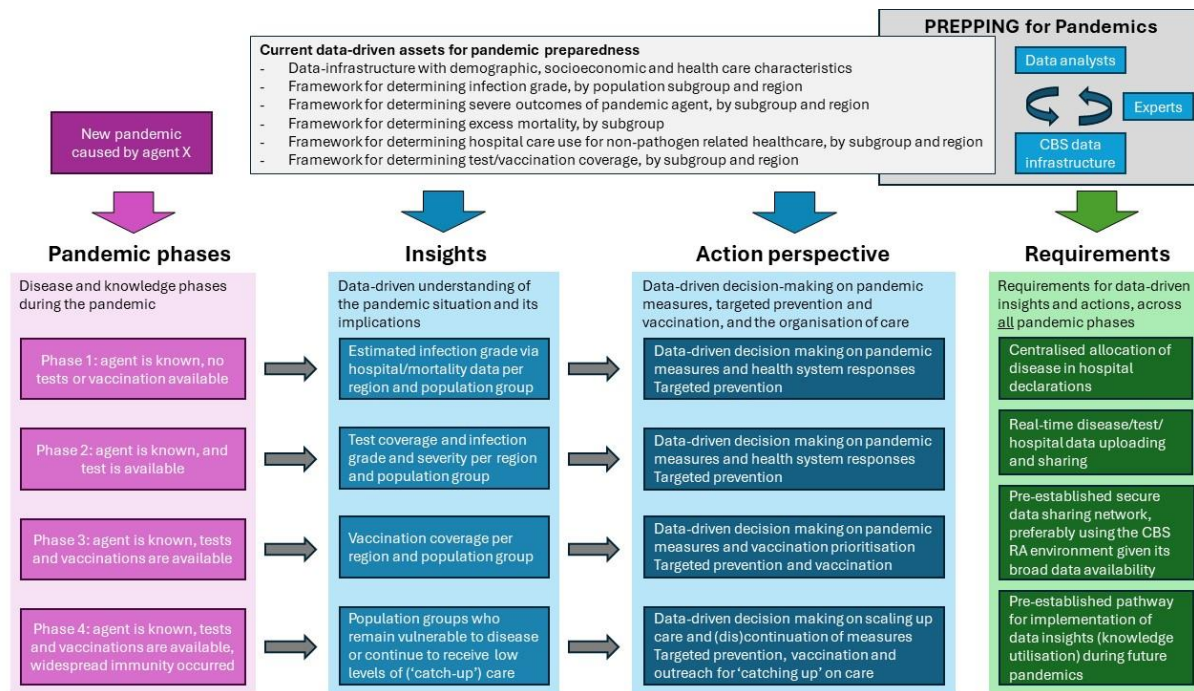 PREPPING for Pandemics
Data analysts
Experts
CBS data
infrastructure
Current data-driven assets for pandemic preparedness
- Data-infrastructure with demographic, socioeconomic and health care characteristics
- Framework for determining infection grade, by population subgroup and region
- Framework for determining severe outcomes of pandemic agent, by subgroup and region
- Framework for determining excess mortality, by subgroup
- Framework for determining hospital care use for non-pathogen related healthcare, by subgroup and region
- Framework for determining test/vaccination coverage, by subgroup and region
New pandemic
caused by agent X
Pandemic phases
Disease and knowledge phases
during the pandemic
Phase 1: agent is known, no
tests or vaccination available
Phase 2: agent is known, and
test is available
Phase 3: agent is known, tests
and vaccinations are available
Phase 4: agent is known, tests
and vaccinations are available,
widespread immunity occurred
Insights
Data-driven understanding of
the pandemic situation and its
implications
Estimated infection grade via
hospital/mortality data per
region and population group
Test coverage and infection
grade and severity per region
and population group
Vaccination coverage per
region and population group
Population groups who
remain vulnerable to disease
or continue to receive low
levels of (‘catch-up’) care
Action perspective
Data-driven decision-making on pandemic
measures, targeted prevention and
vaccination, and the organisation of care
Data-driven decision making on pandemic
measures and health system responses
Targeted prevention
Data-driven decision making on pandemic
measures and health system responses
Targeted prevention
Data-driven decision making on pandemic
measures and vaccination prioritisation
Targeted prevention and vaccination
Data-driven decision making on scaling up
care and (dis)continuation of measures
Targeted prevention, vaccination and
outreach for ‘catching up’ on care
Requirements
Requirements for data-driven
insights and actions, across
all pandemic phases
Centralised allocation of
disease in hospital
declarations
Real-time disease/test/
hospital data uploading
and sharing
Pre-established secure
data sharing network,
preferably using the CBS
RA environment given its
broad data availability
Pre-established pathway
for implementation of
data insights (knowledge
utilisation) during future
pandemics